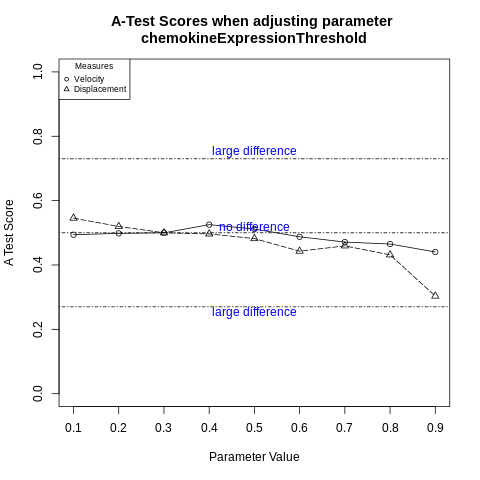 A-Test Scores when adjusting parameter
chemokineExpressionThreshold
Measures
Velocity
Displacement
large difference
no difference
large difference
A Test Score
1.0
0.8
0.6
0.4
0.2
0.0
0.1 0.2 0.3 0.4 0.5 0.6 0.7 0.8 0.9
Parameter Value